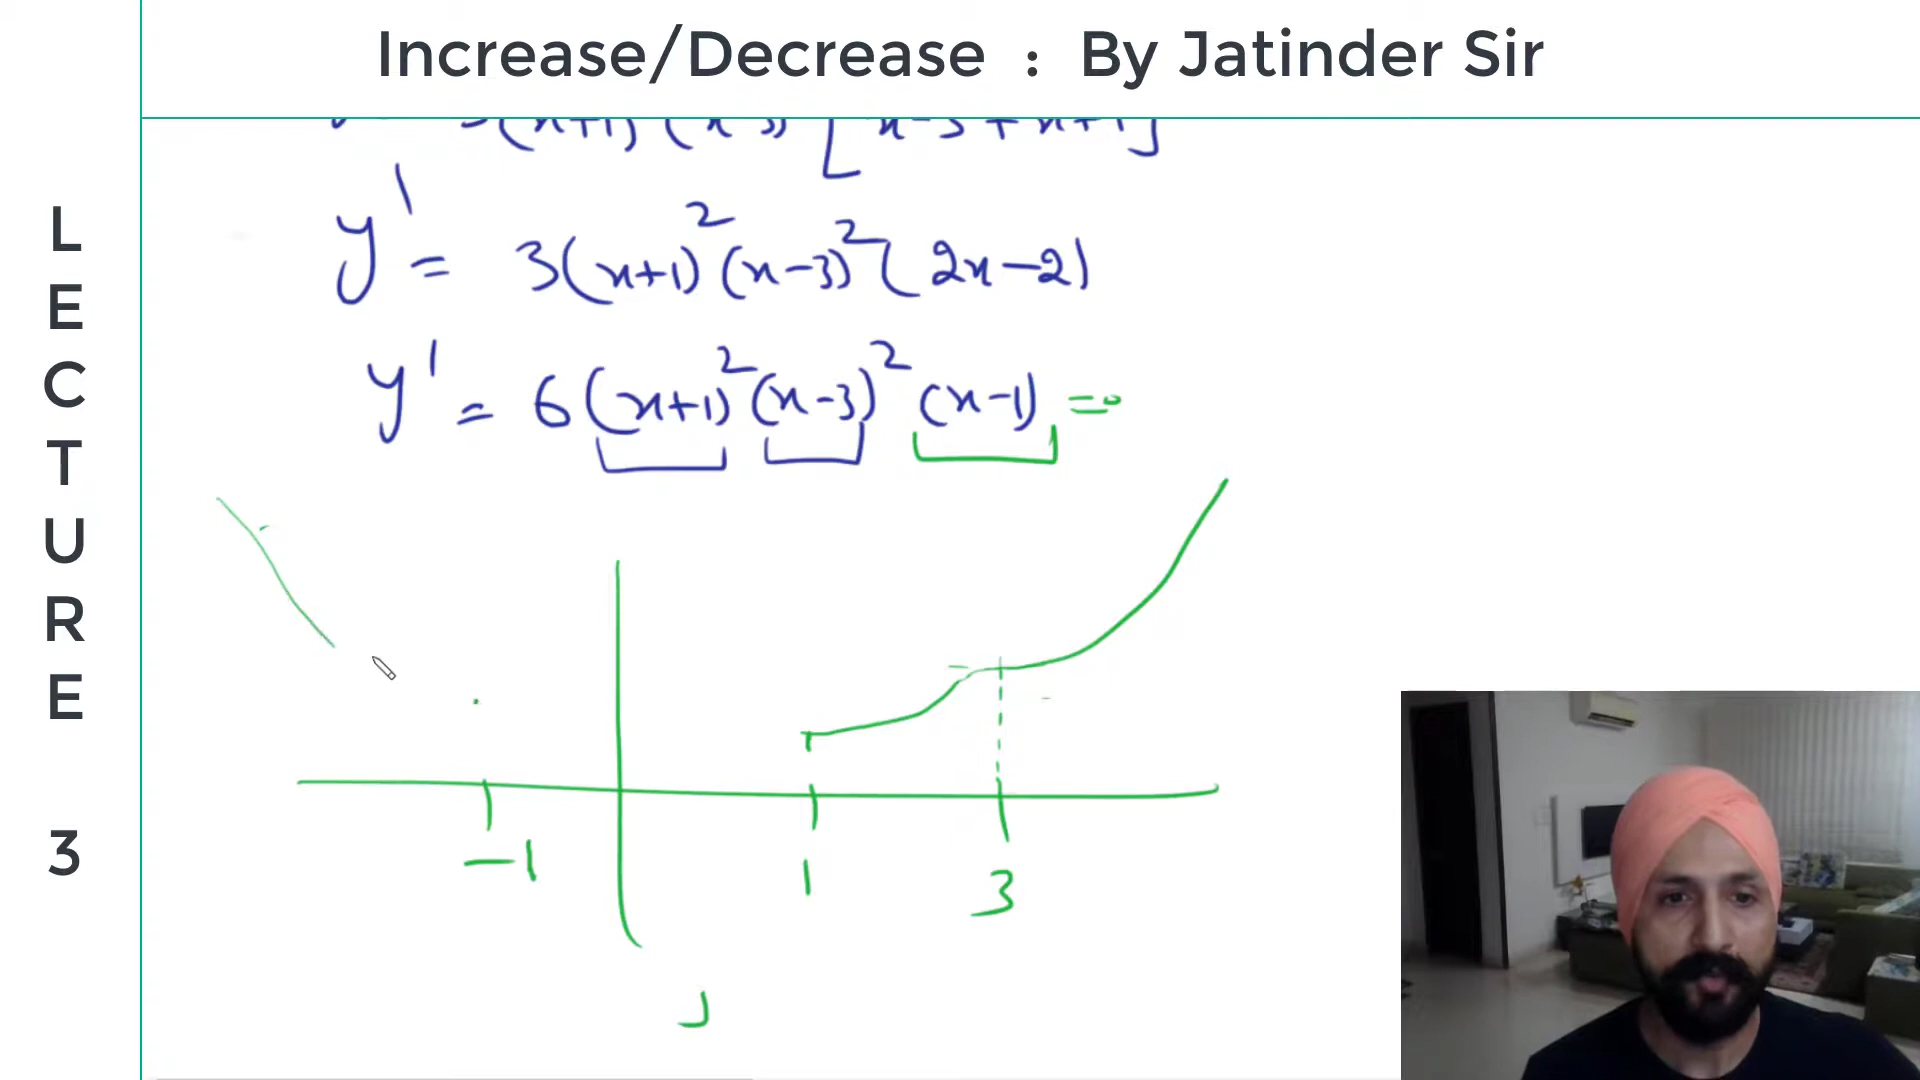 Increase/Decrease : By Jatinder Sir
LECTURE 3
y' = 3(x+1)²(x-3)²(2x-2)
y' = 6(x+1)²(x-3)²(x-1) =0
-1 1 3